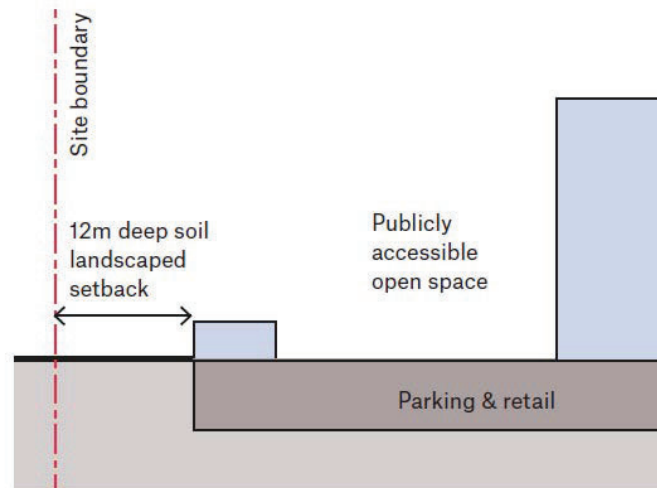 Site boundary
12m deep soil
landscaped
setback
Publicly
accessible
open space
Parking & retail